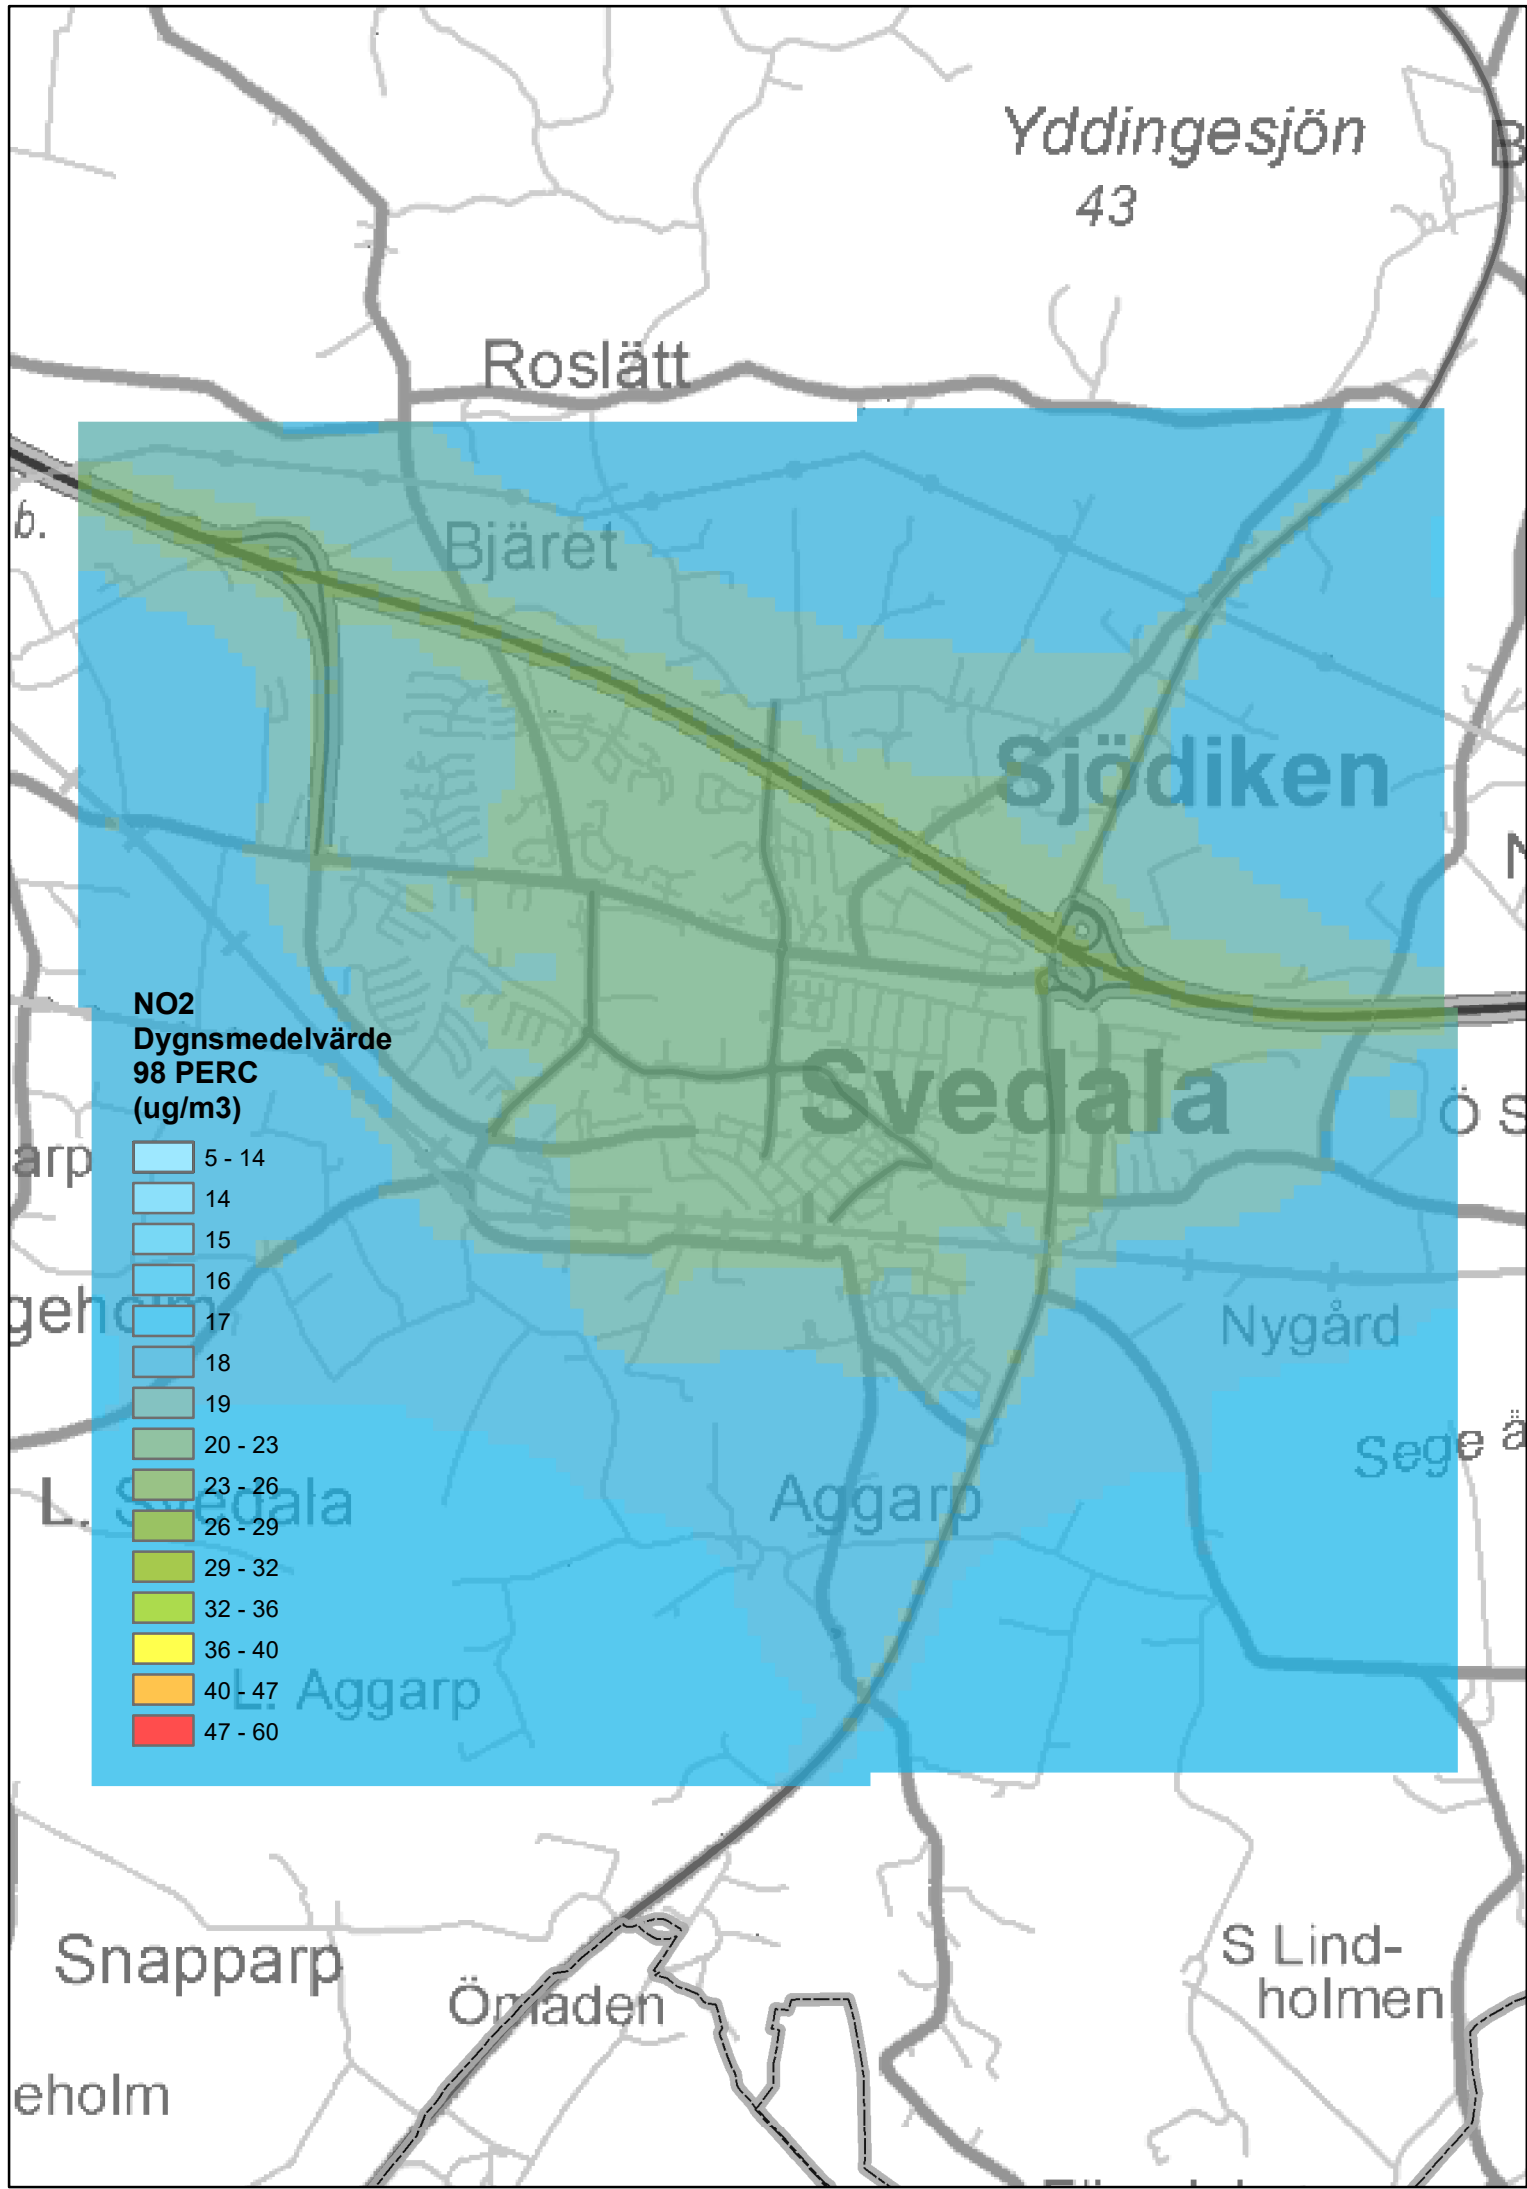 Yddingesjön
43
B
Roslätt
b.
Bjäret
Sjödiken
N
NO2
Dygnsmedelvärde
98 PERC
(ug/m3)
Svedala
Ö S
arp
5 - 14
14
15
16
17
18
19
20 - 23
23 - 26
26 - 29
29 - 32
32 - 36
36 - 40
40 - 47
47 - 60
geholm
Nygård
Sege å
L. Svedala
Aggarp
L. Aggarp
Snapparp
Ömaden
S Lind-
holmen
eholm